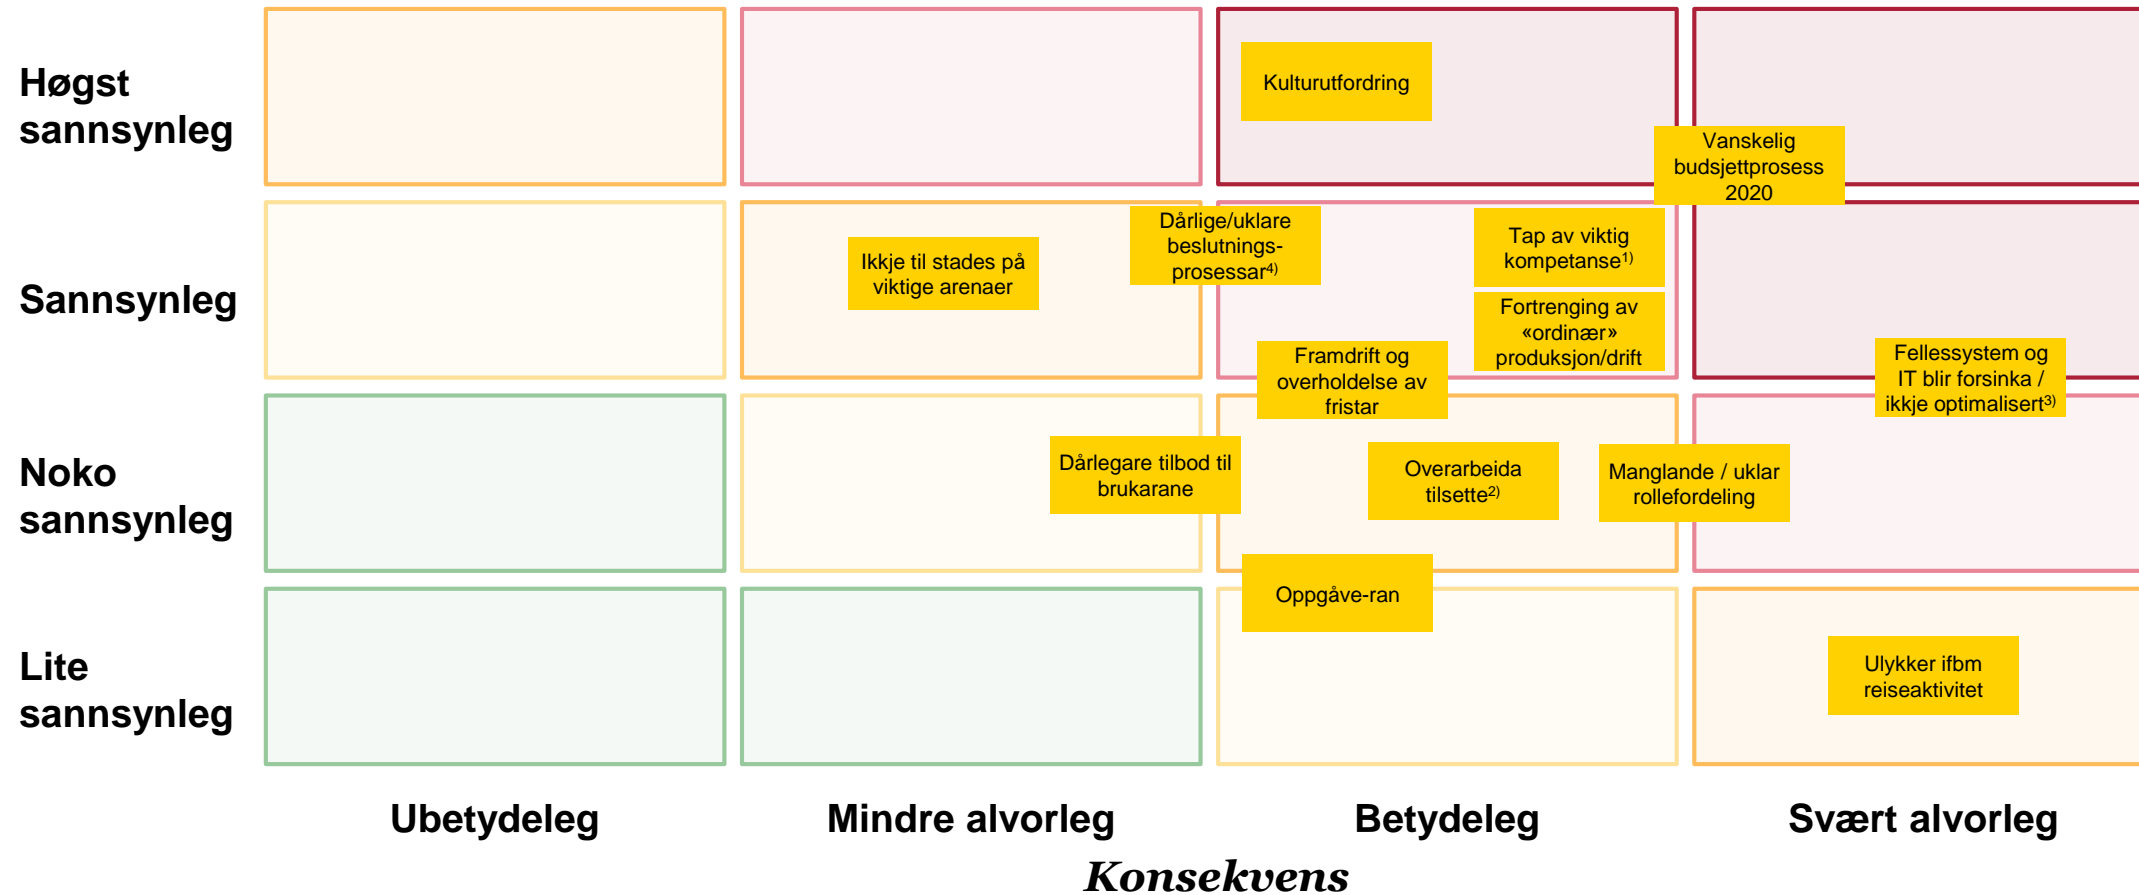 Høgst
sannsynleg
Kulturutfordring
Vanskelig
budsjettprosess
2020
Sannsynleg
Ikkje til stades på
viktige arenaer
Dårlige/uklare
beslutnings-
prosessar4)
Tap av viktig
kompetanse1)
Fortrenging av
«ordinær»
produksjon/drift
Framdrift og
overholdelse av
fristar
Fellessystem og
IT blir forsinka /
ikkje optimalisert3)
Noko
sannsynleg
Dårlegare tilbod til
brukarane
Overarbeida
tilsette2)
Manglande / uklar
rollefordeling
Oppgåve-ran
Lite
sannsynleg
Ulykker ifbm
reiseaktivitet
Ubetydeleg
Mindre alvorleg
Betydeleg
Svært alvorleg
Konsekvens